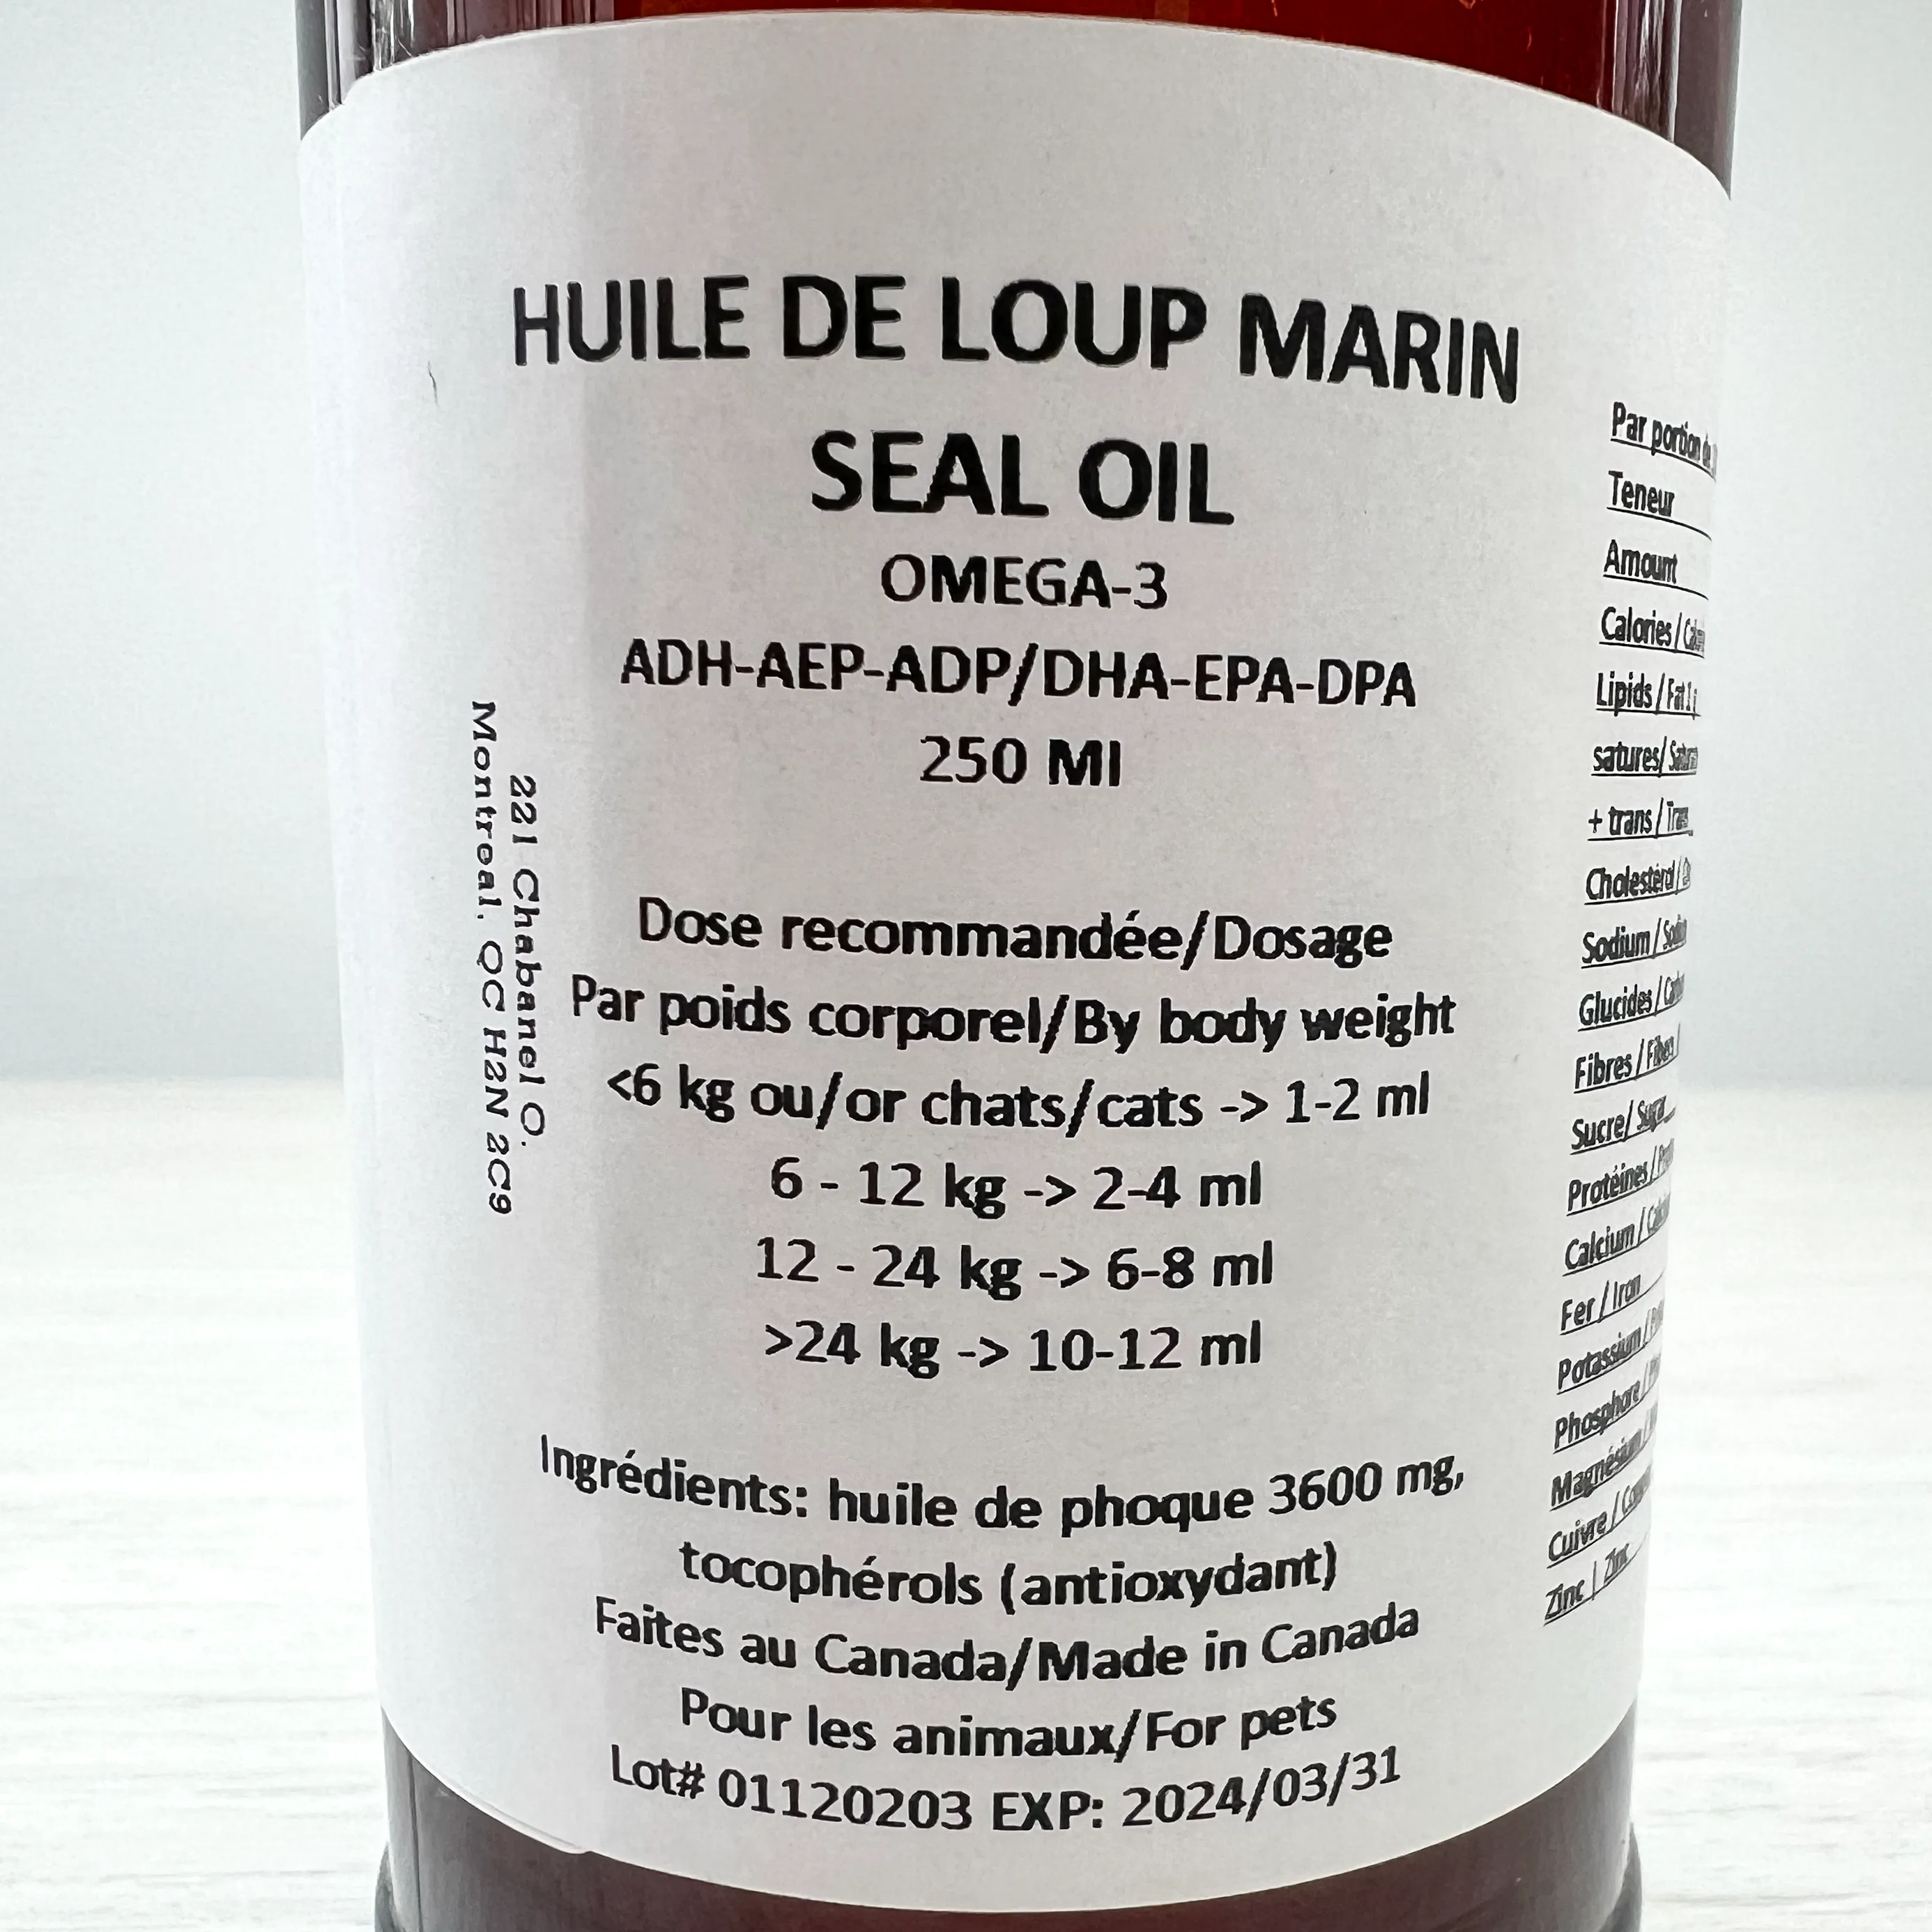 HUILE DE LOUP MARIN
SEAL OIL
OMEGA-3
ADH-AEP-ADP/DHA-EPA-DPA
250 Ml
Dose recommandée/Dosage
Par poids corporel/By body weight
<6 kg ou/or chats/cats -> 1-2 ml
6 - 12 kg -> 2-4 ml
12 - 24 kg -> 6-8 ml
>24 kg -> 10-12 ml
Ingrédients: huile de phoque 3600 mg,
tocophérols (antioxydant)
Faites au Canada/Made in Canada
Pour les animaux/For pets
Lot# 01120203 EXP: 2024/03/31
221 Chabanel O.
Montreal, QC H2N 2C9
Par portion
Teneur
Amount
Calories /
Lipids / Fat
satures/
+ trans /
Cholestérol /
Sodium /
Glucides /
Fibres /
Sucre/
Protéines /
Calcium /
Fer / Iron
Potassium /
Phosphore /
Magnésium /
Cuivre /
Zinc | Zinc